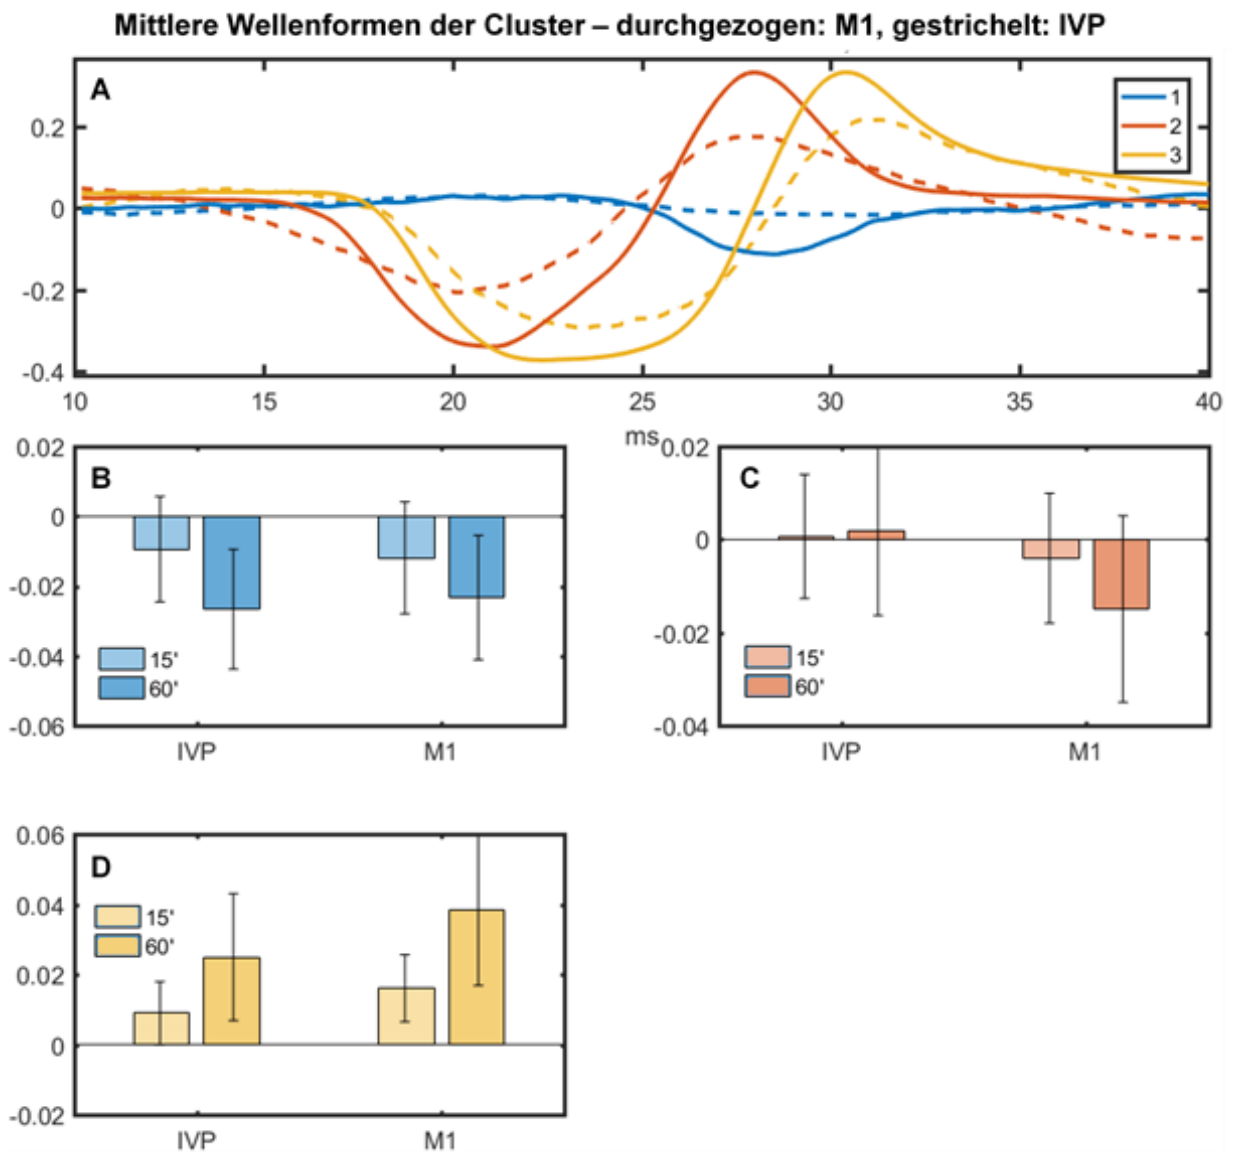 Mittlere Wellenformen der Cluster – durchgezogen: M1, gestrichelt: IVP
A
1
2
3
0.2
0
-0.2
-0.4
10 15 20 25 30 35 40
ms
B
0.02
0
-0.02
-0.04
-0.06
15'
60'
IVP M1
C
0.02
0
-0.02
-0.04
15'
60'
IVP M1
D
0.06
0.04
0.02
0
-0.02
15'
60'
IVP M1